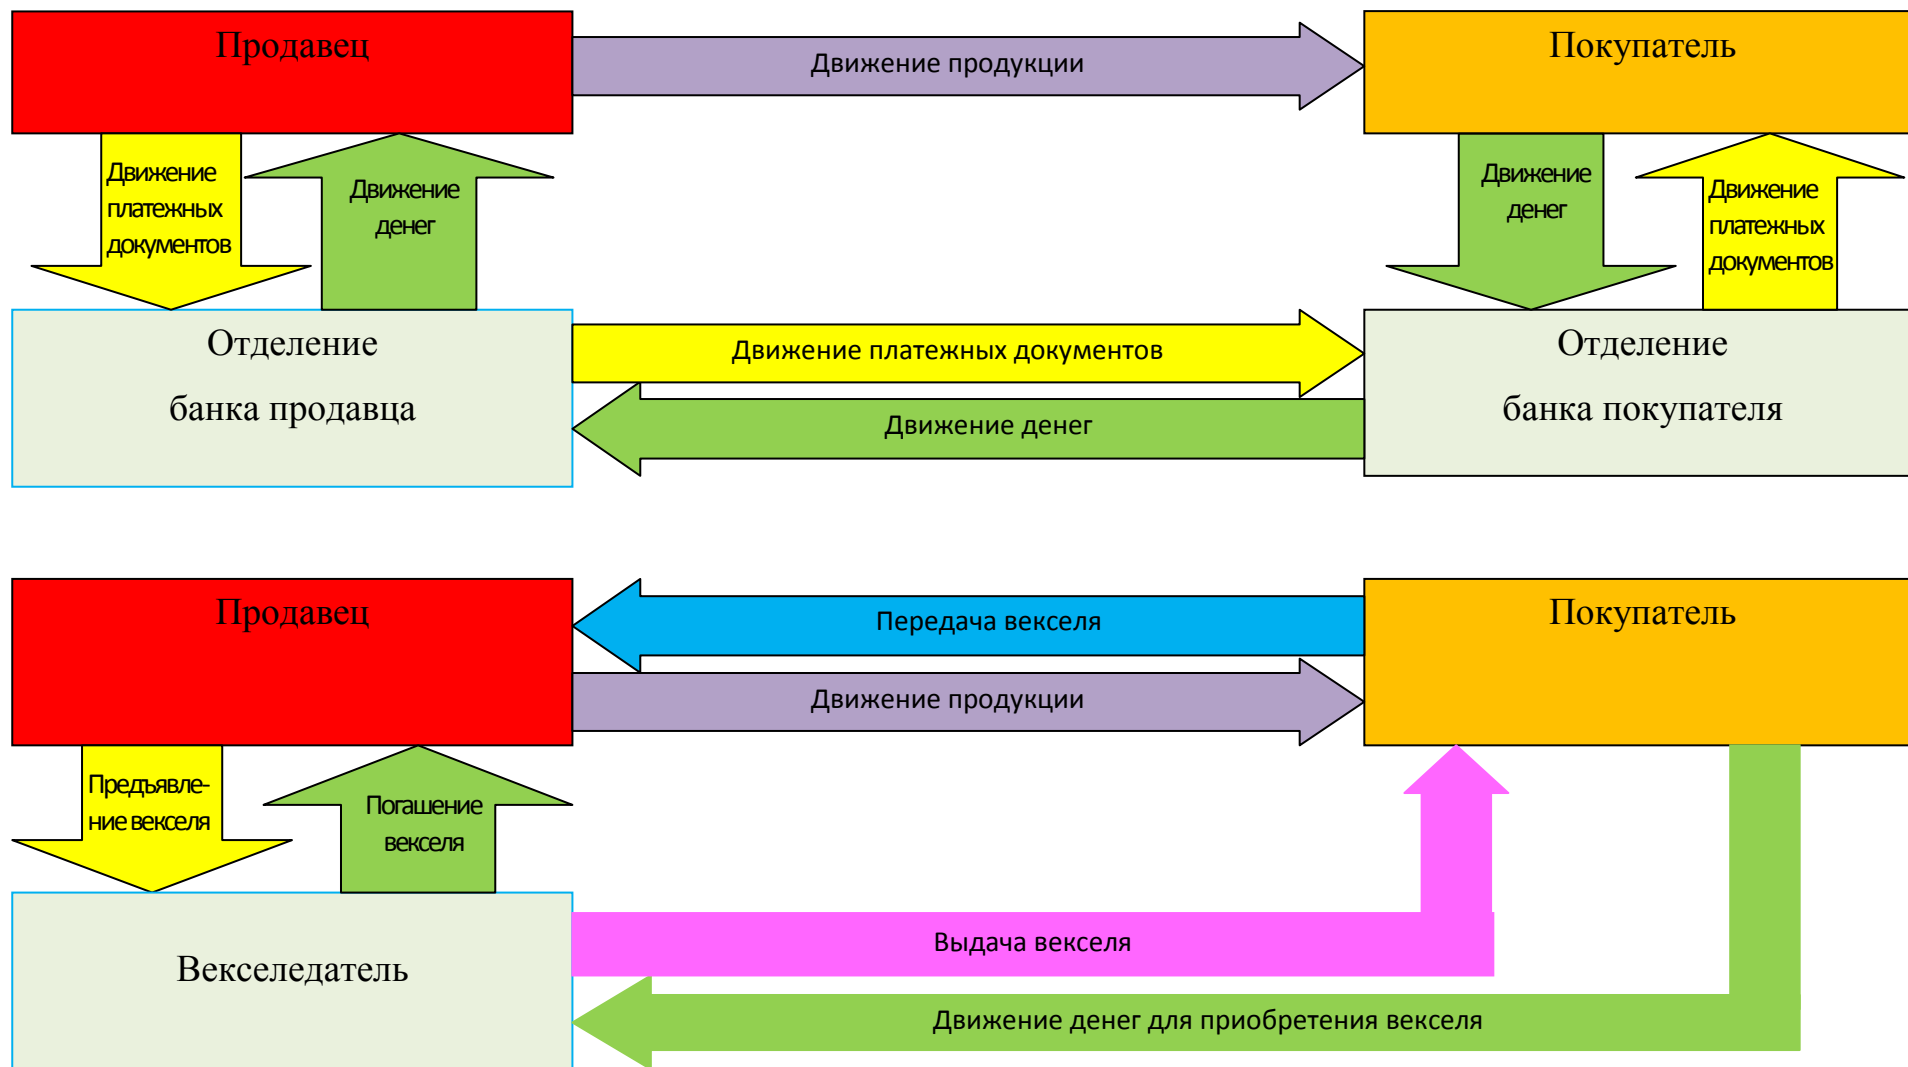 Продавец
Движение продукции
Покупатель
Движение
платежных
документов
Движение
денег
Движение
денег
Движение
платежных
документов
Отделение
банка продавца
Движение платежных документов
Движение денег
Отделение
банка покупателя
Продавец
Передача векселя
Движение продукции
Покупатель
Предъявле-
ние векселя
Погашение
векселя
Векселедатель
Выдача векселя
Движение денег для приобретения векселя